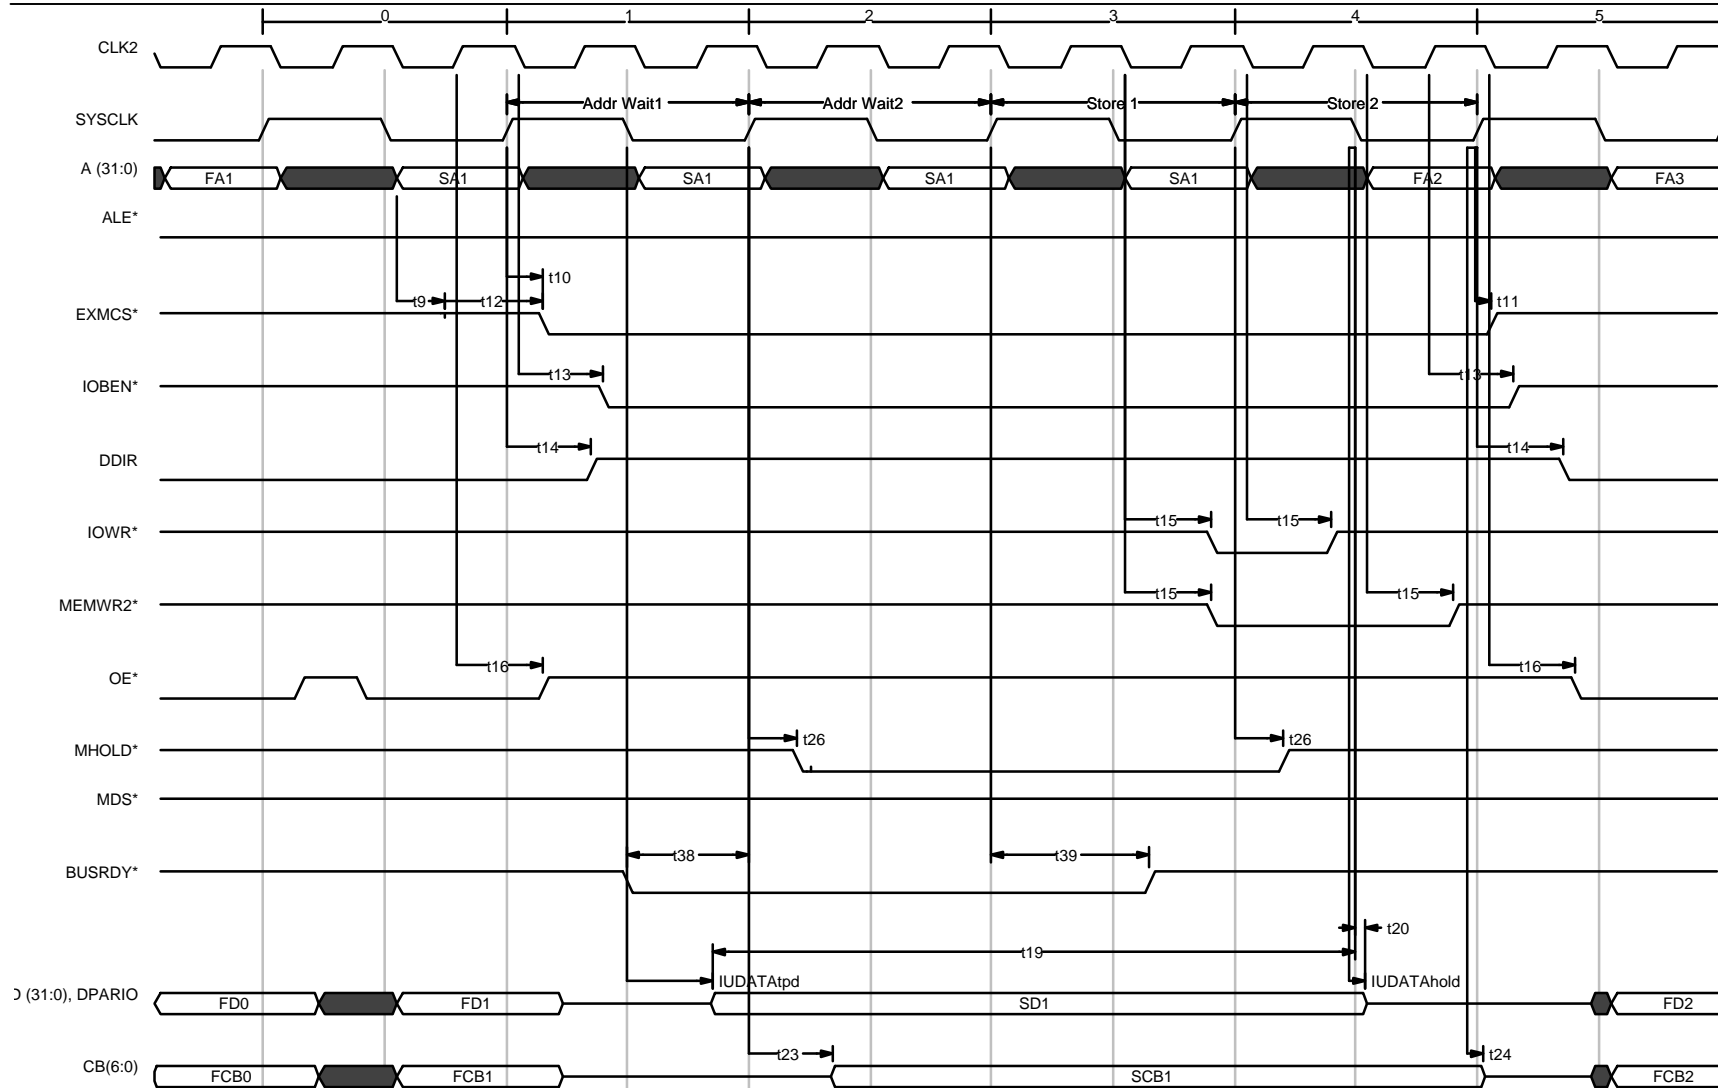 0 1 2 3 4 5
CLK2
Addr Wait1 Addr Wait2 Store 1 Store 2
SYSCLK
A (31:0) FA1 SA1 SA1 SA1 SA1 FA2 FA3
ALE*
t10
t9 t12 t11
EXMCS*
t13 t13
IOBEN*
t14 t14
DDIR
t15 t15
IOWR*
t15 t15
MEMWR2*
t16 t16
OE*
t26 t26
MHOLD*
MDS*
t38 t39
BUSRDY*
t20
t19
IUDATAtpd IUDATAhold
(31:0), DPARIO FD0 FD1 SD1 FD2
t23 t24
CB(6:0) FCB0 FCB1 SCB1 FCB2